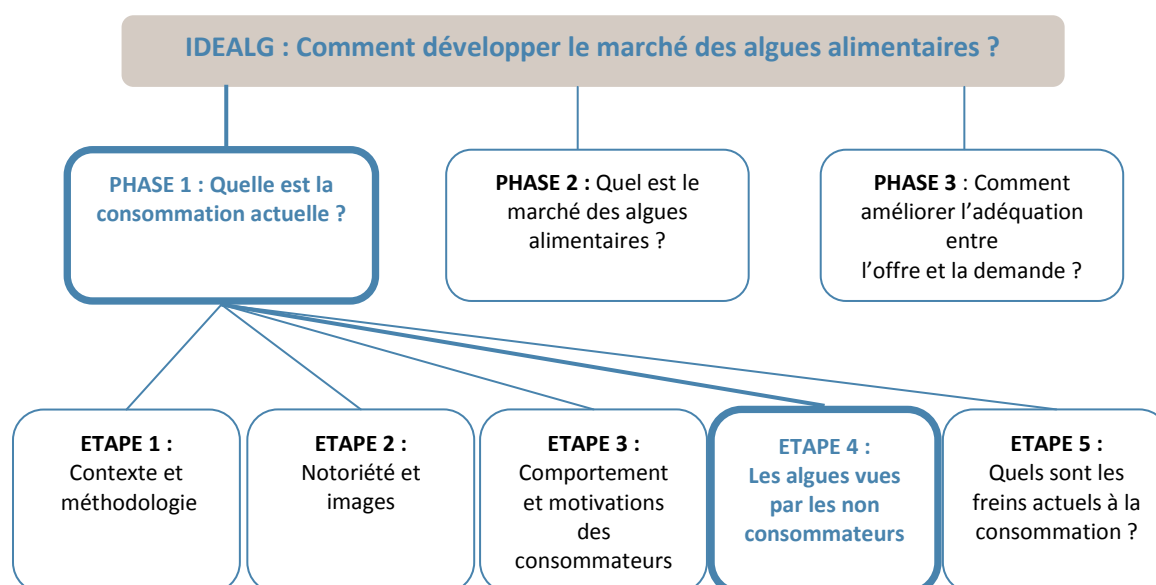 IDEALG : Comment développer le marché des algues alimentaires ?
PHASE 1 : Quelle est la
consommation actuelle ?
PHASE 2 : Quel est le
marché des algues
alimentaires ?
PHASE 3 : Comment
améliorer l’adéquation
entre
l’offre et la demande ?
ETAPE 1 :
Contexte et
méthodologie
ETAPE 2 :
Notoriété et
images
ETAPE 3 :
Comportement
et motivations
des
consommateurs
ETAPE 4 :
Les algues vues
par les non
consommateurs
ETAPE 5 :
Quels sont les
freins actuels à la
consommation ?